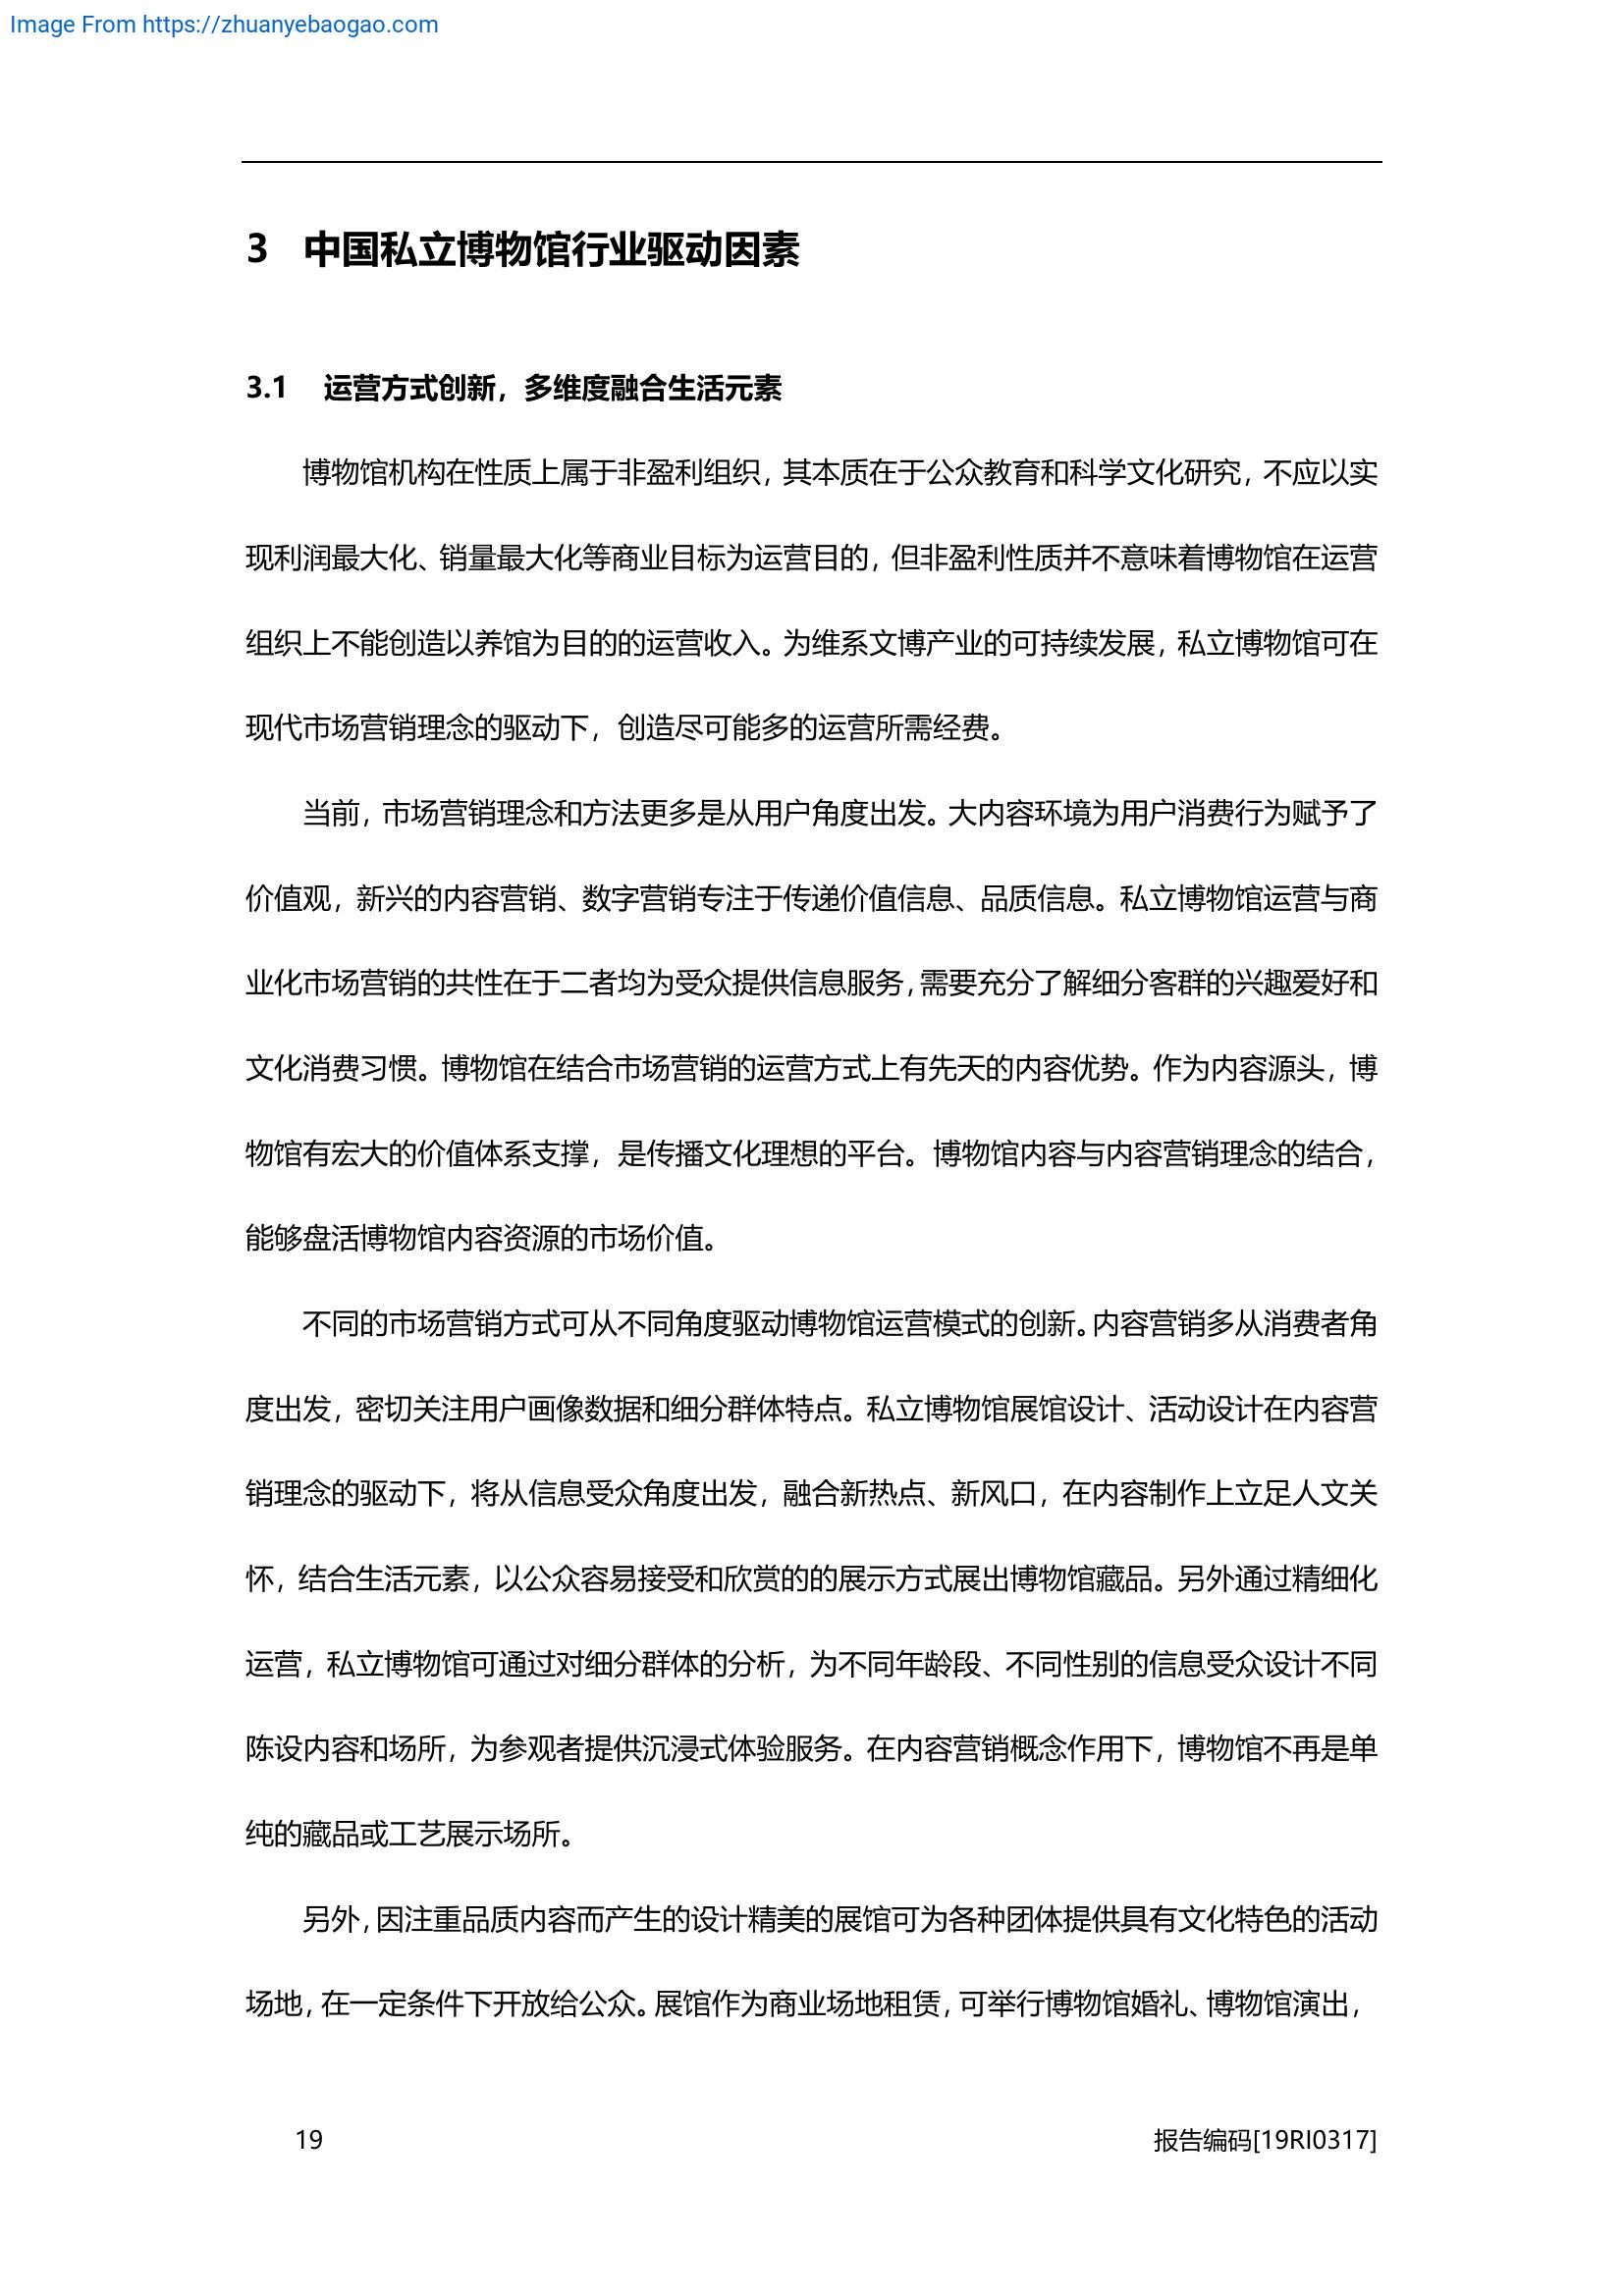 Image From https://zhuanyebaogao.com
3 中国私立博物馆行业驱动因素
3.1 运营方式创新，多维度融合生活元素
博物馆机构在性质上属于非盈利组织，其本质在于公众教育和科学文化研究，不应以实
现利润最大化、销量最大化等商业目标为运营目的，但非盈利性质并不意味着博物馆在运营
组织上不能创造以养馆为目的的运营收入。为维系文博产业的可持续发展，私立博物馆可在
现代市场营销理念的驱动下，创造尽可能多的运营所需经费。
当前，市场营销理念和方法更多是从用户角度出发。大内容环境为用户消费行为赋予了
价值观，新兴的内容营销、数字营销专注于传递价值信息、品质信息。私立博物馆运营与商
业化市场营销的共性在于二者均为受众提供信息服务，需要充分了解细分客群的兴趣爱好和
文化消费习惯。博物馆在结合市场营销的运营方式上有先天的内容优势。作为内容源头，博
物馆有宏大的价值体系支撑，是传播文化理想的平台。博物馆内容与内容营销理念的结合，
能够盘活博物馆内容资源的市场价值。
不同的市场营销方式可从不同角度驱动博物馆运营模式的创新。内容营销多从消费者角
度出发，密切关注用户画像数据和细分群体特点。私立博物馆展馆设计、活动设计在内容营
销理念的驱动下，将从信息受众角度出发，融合新热点、新风口，在内容制作上立足人文关
怀，结合生活元素，以公众容易接受和欣赏的的展示方式展出博物馆藏品。另外通过精细化
运营，私立博物馆可通过对细分群体的分析，为不同年龄段、不同性别的信息受众设计不同
陈设内容和场所，为参观者提供沉浸式体验服务。在内容营销概念作用下，博物馆不再是单
纯的藏品或工艺展示场所。
另外，因注重品质内容而产生的设计精美的展馆可为各种团体提供具有文化特色的活动
场地，在一定条件下开放给公众。展馆作为商业场地租赁，可举行博物馆婚礼、博物馆演出，
19 报告编码[19RI0317]